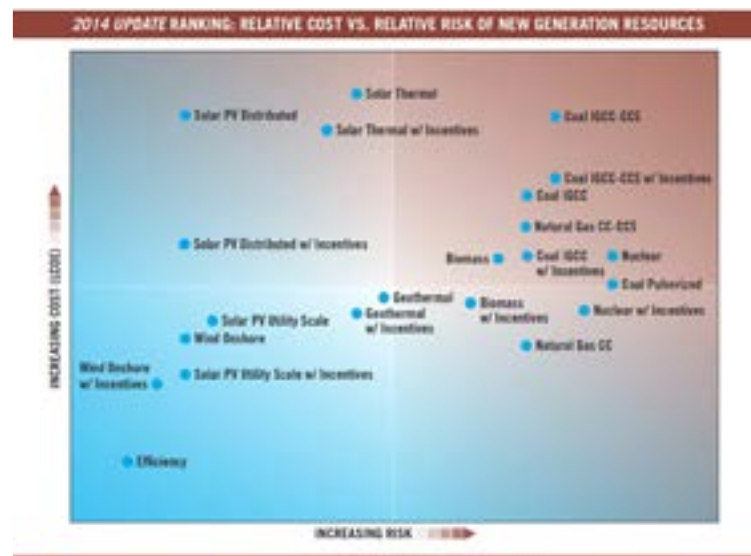 2014 UPDATE RANKING: RELATIVE COST VS. RELATIVE RISK OF NEW GENERATION RESOURCES
Solar Thermal
Solar PV Distributed
Coal IGCC-CCS
Solar Thermal w/ Incentives
Coal IGCC-CCS w/ Incentives
Coal IGCC
Natural Gas CC-CCS
Solar PV Distributed w/ Incentives
Biomass
Coal IGCC
w/ Incentives
Nuclear
Coal Pulverized
Geothermal
Geothermal
w/ Incentives
Biomass
w/ Incentives
Nuclear w/ Incentives
Solar PV Utility Scale
Wind Onshore
Natural Gas CC
Wind Onshore
w/ Incentives
Solar PV Utility Scale w/ Incentives
Efficiency
INCREASING COST (LCOE)
INCREASING RISK